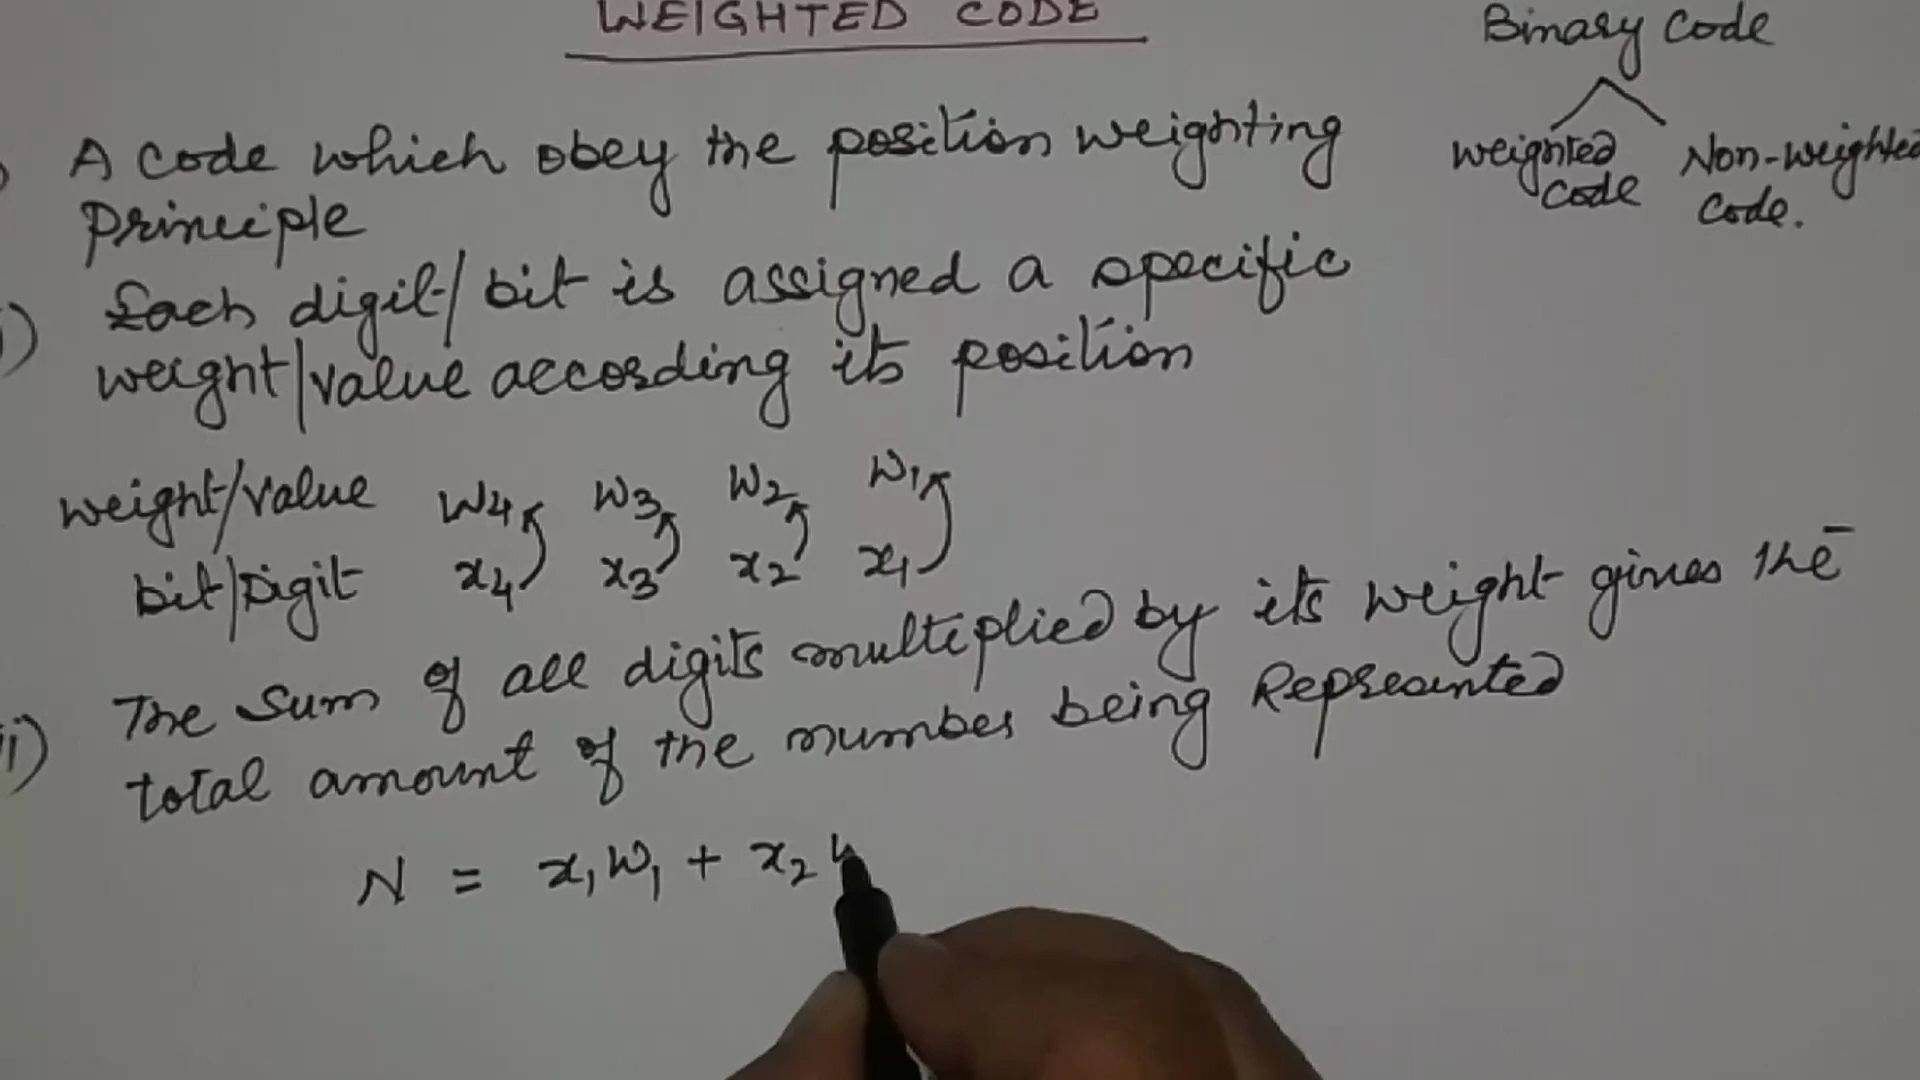 WEIGHTED CODE
Binary Code
weighted code
Non-weighted code.
A code which obey the position weighting
principle
i) Each digit/bit is assigned a specific
weight/value according its position
weight/value W4 W3 W2 W1
bit/Digit x4 x3 x2 x1
ii) The sum of all digits multiplied by its weight gives the
total amount of the number being Represented
N = x1W1 + x2